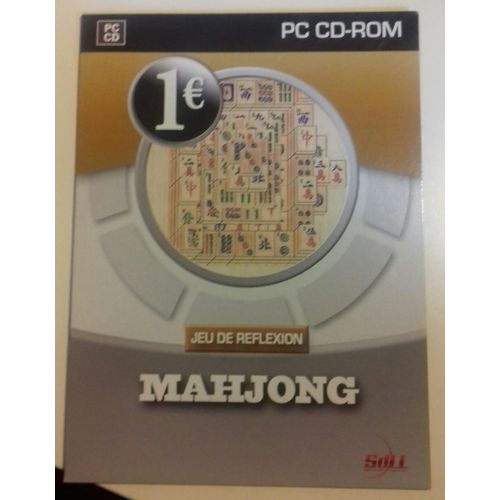 PC
CD
PC CD-ROM
1€
JEU DE REFLEXION
MAHJONG